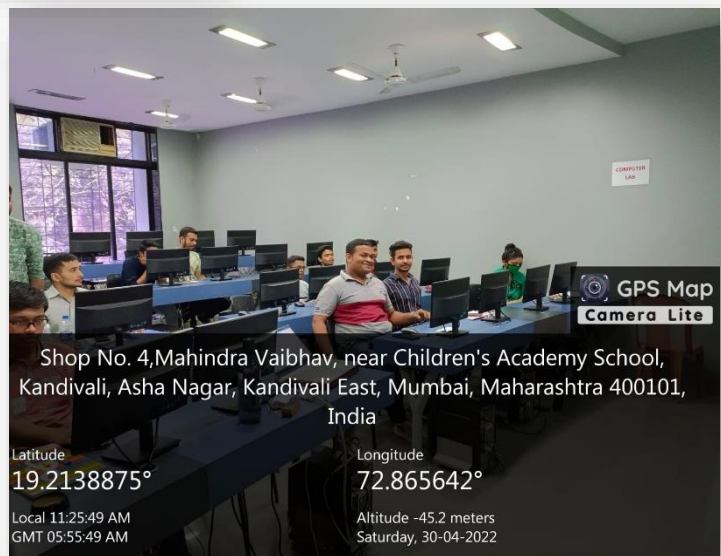 COMPUTER
LAB
GPS Map
Camera Lite
Shop No. 4,Mahindra Vaibhav, near Children's Academy School,
Kandivali, Asha Nagar, Kandivali East, Mumbai, Maharashtra 400101,
India
Latitude
19.2138875°
Longitude
72.865642°
Local 11:25:49 AM
GMT 05:55:49 AM
Altitude -45.2 meters
Saturday, 30-04-2022